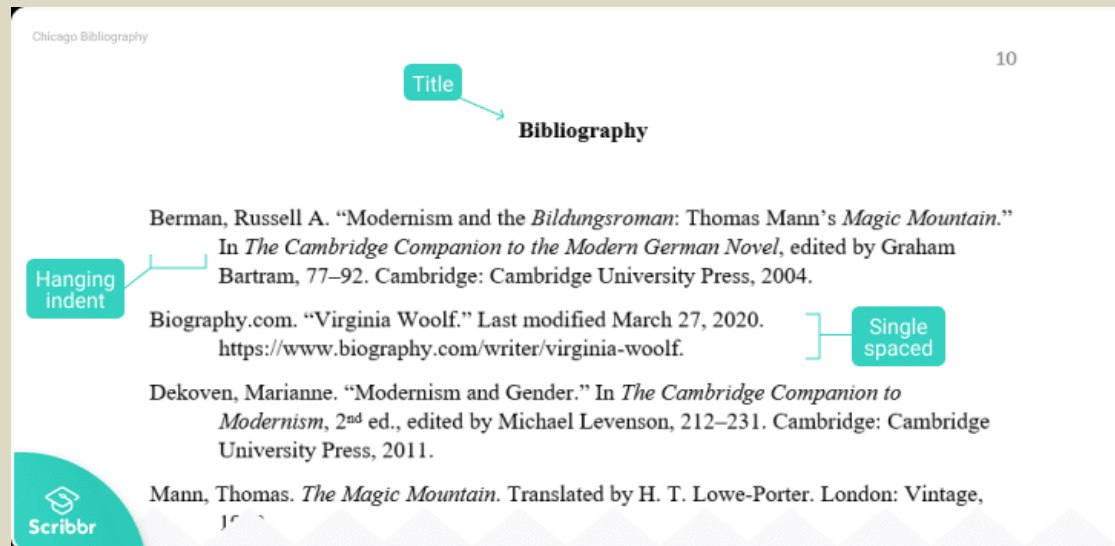 Chicago Bibliography
10
Title
Bibliography
Berman, Russell A. “Modernism and the Bildungsroman: Thomas Mann’s Magic Mountain.”
In The Cambridge Companion to the Modern German Novel, edited by Graham
Bartram, 77–92. Cambridge: Cambridge University Press, 2004.
Hanging
indent
Biography.com. “Virginia Woolf.” Last modified March 27, 2020.
https://www.biography.com/writer/virginia-woolf.
Single
spaced
Dekoven, Marianne. “Modernism and Gender.” In The Cambridge Companion to
Modernism, 2nd ed., edited by Michael Levenson, 212–231. Cambridge: Cambridge
University Press, 2011.
Mann, Thomas. The Magic Mountain. Translated by H. T. Lowe-Porter. London: Vintage,
Scribbr